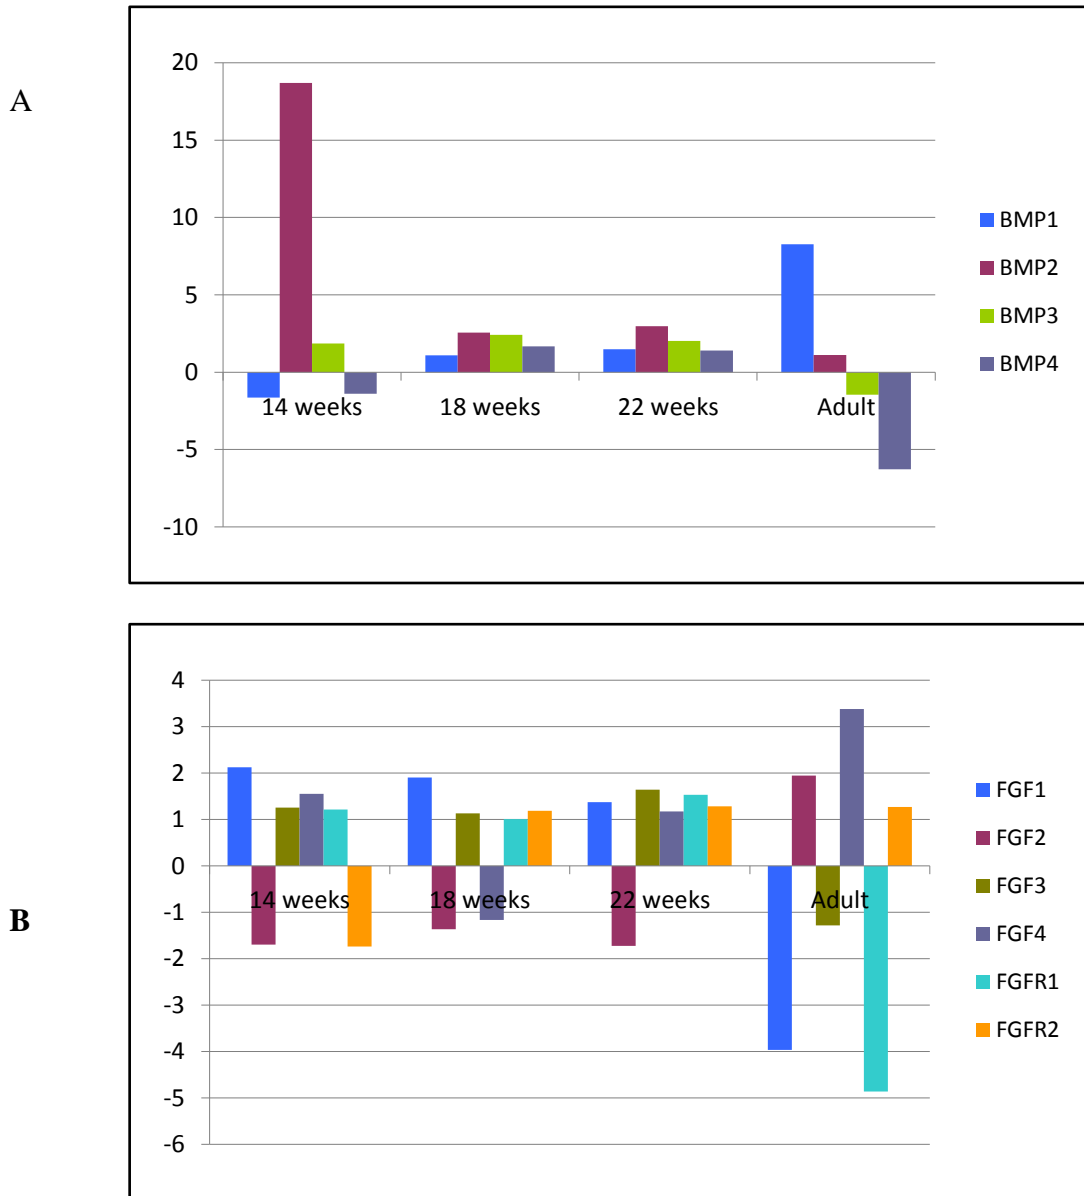 A
20
15
10
5
0
-5
-10
14 weeks 18 weeks 22 weeks Adult
BMP1
BMP2
BMP3
BMP4
B
4
3
2
1
0
-1
-2
-3
-4
-5
-6
14 weeks 18 weeks 22 weeks Adult
FGF1
FGF2
FGF3
FGF4
FGFR1
FGFR2